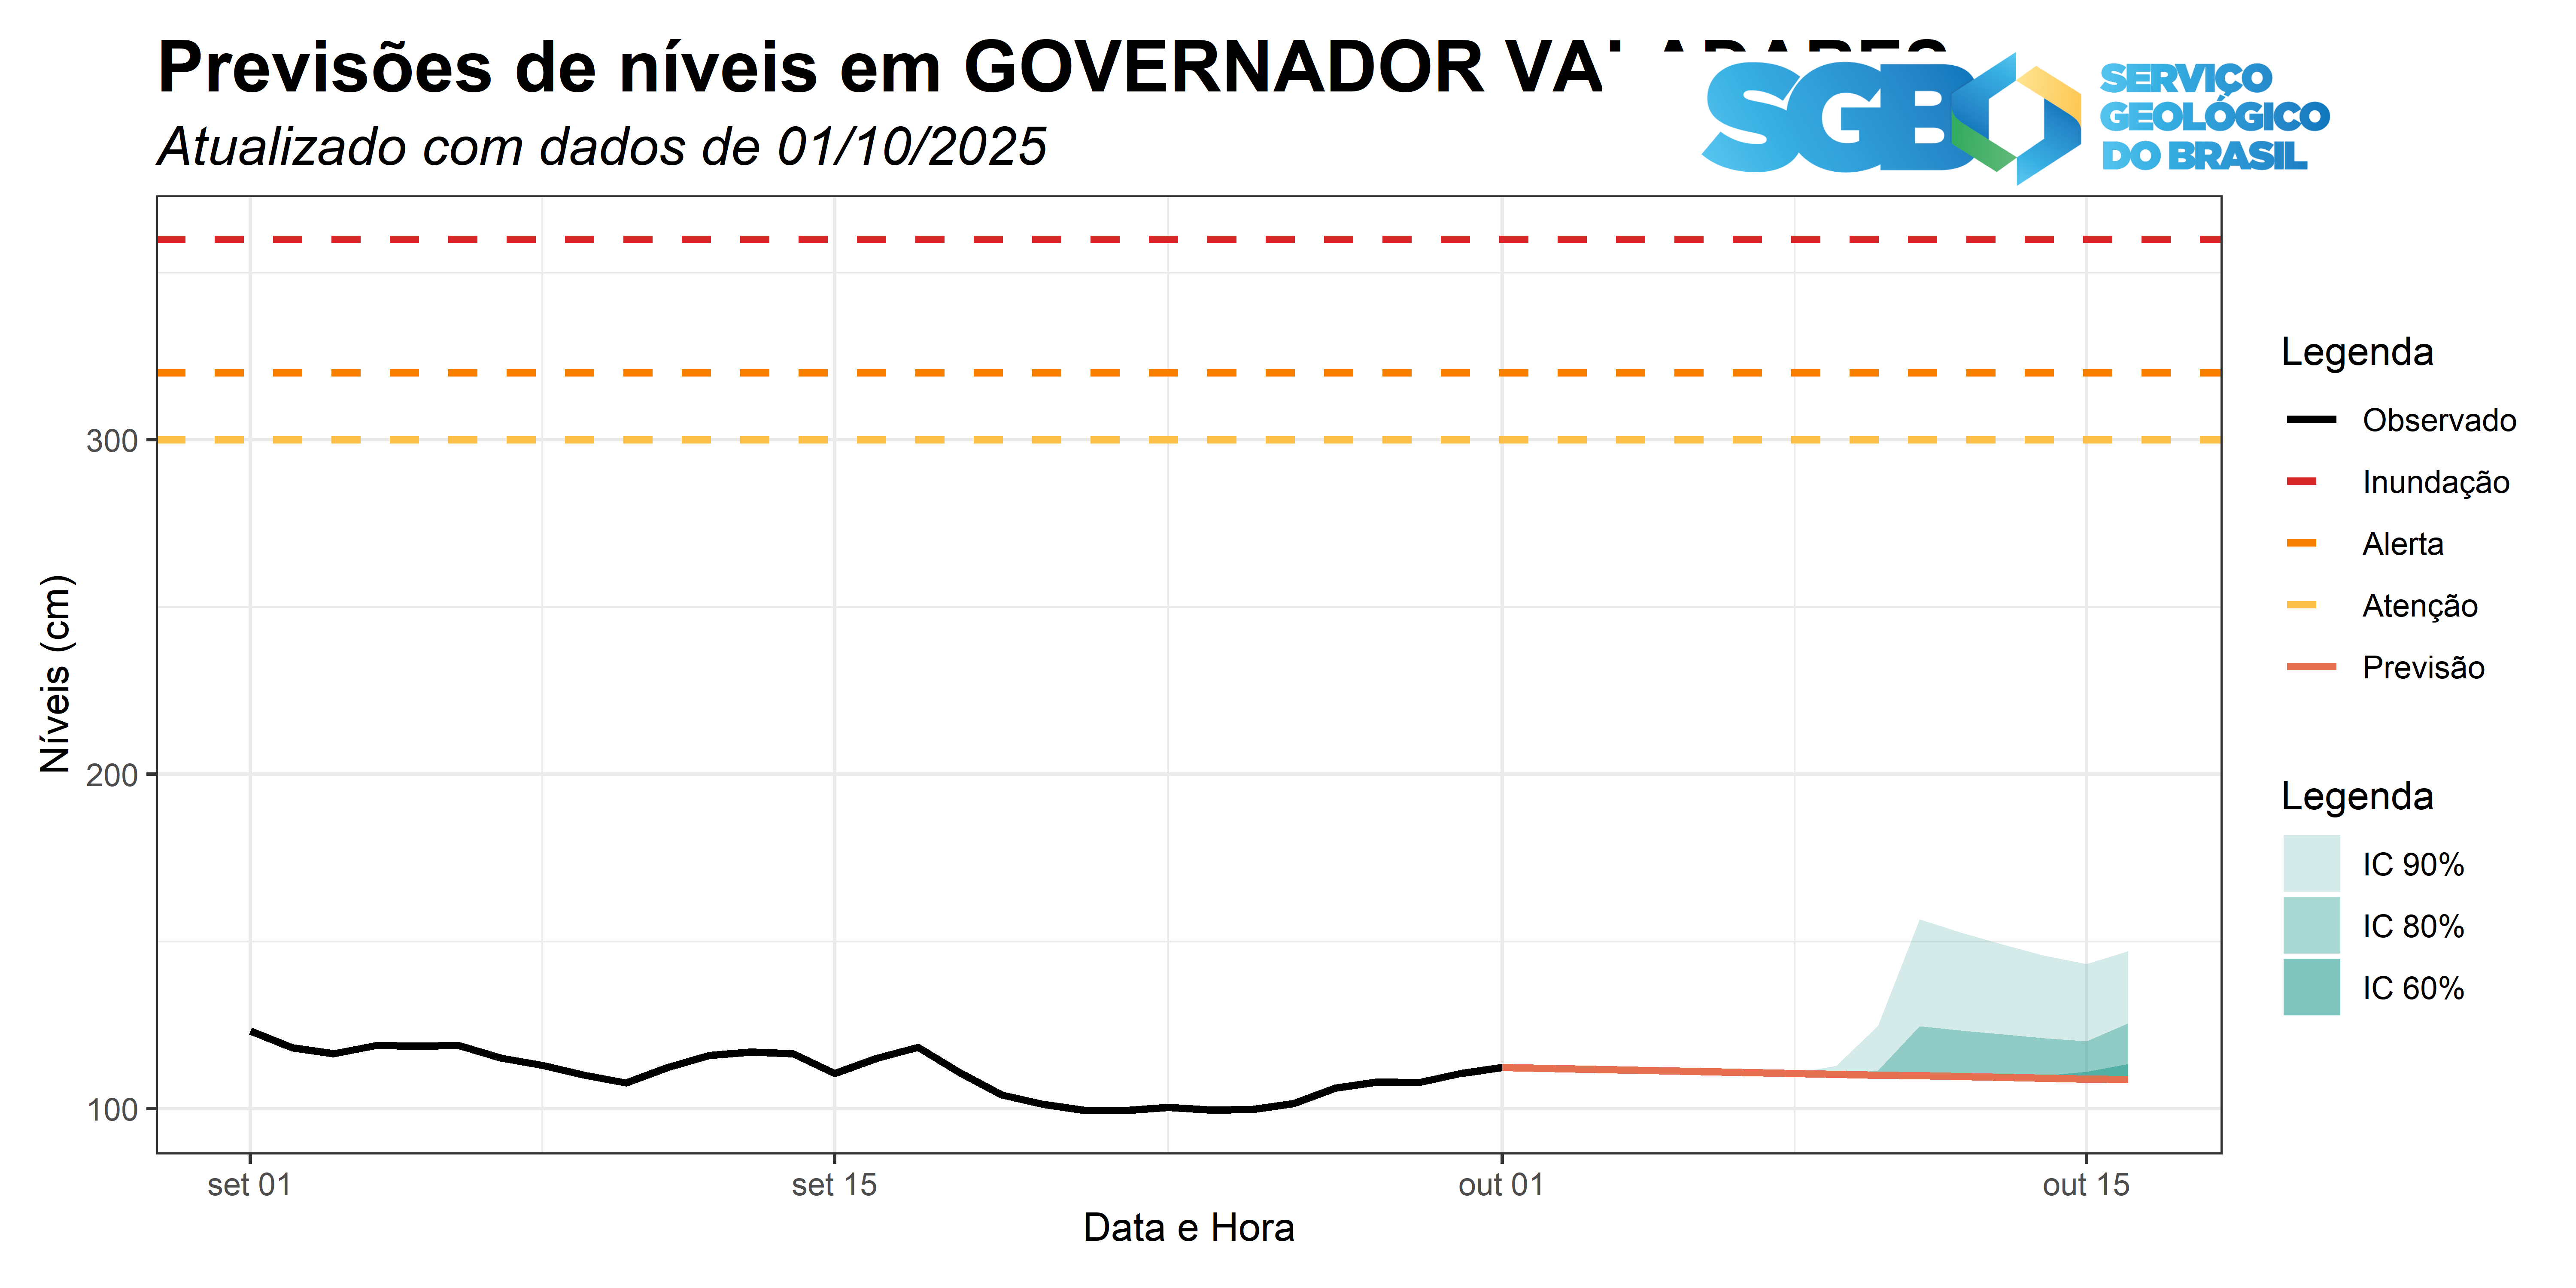 Previsões de níveis em GOVERNADOR
Atualizado com dados de 01/10/2025
SGB
SERVIÇO
GEOLÓGICO
DO BRASIL
Níveis (cm)
300
200
100
set 01
set 15
out 01
out 15
Data e Hora
Legenda
Observado
Inundação
Alerta
Atenção
Previsão
Legenda
IC 90%
IC 80%
IC 60%